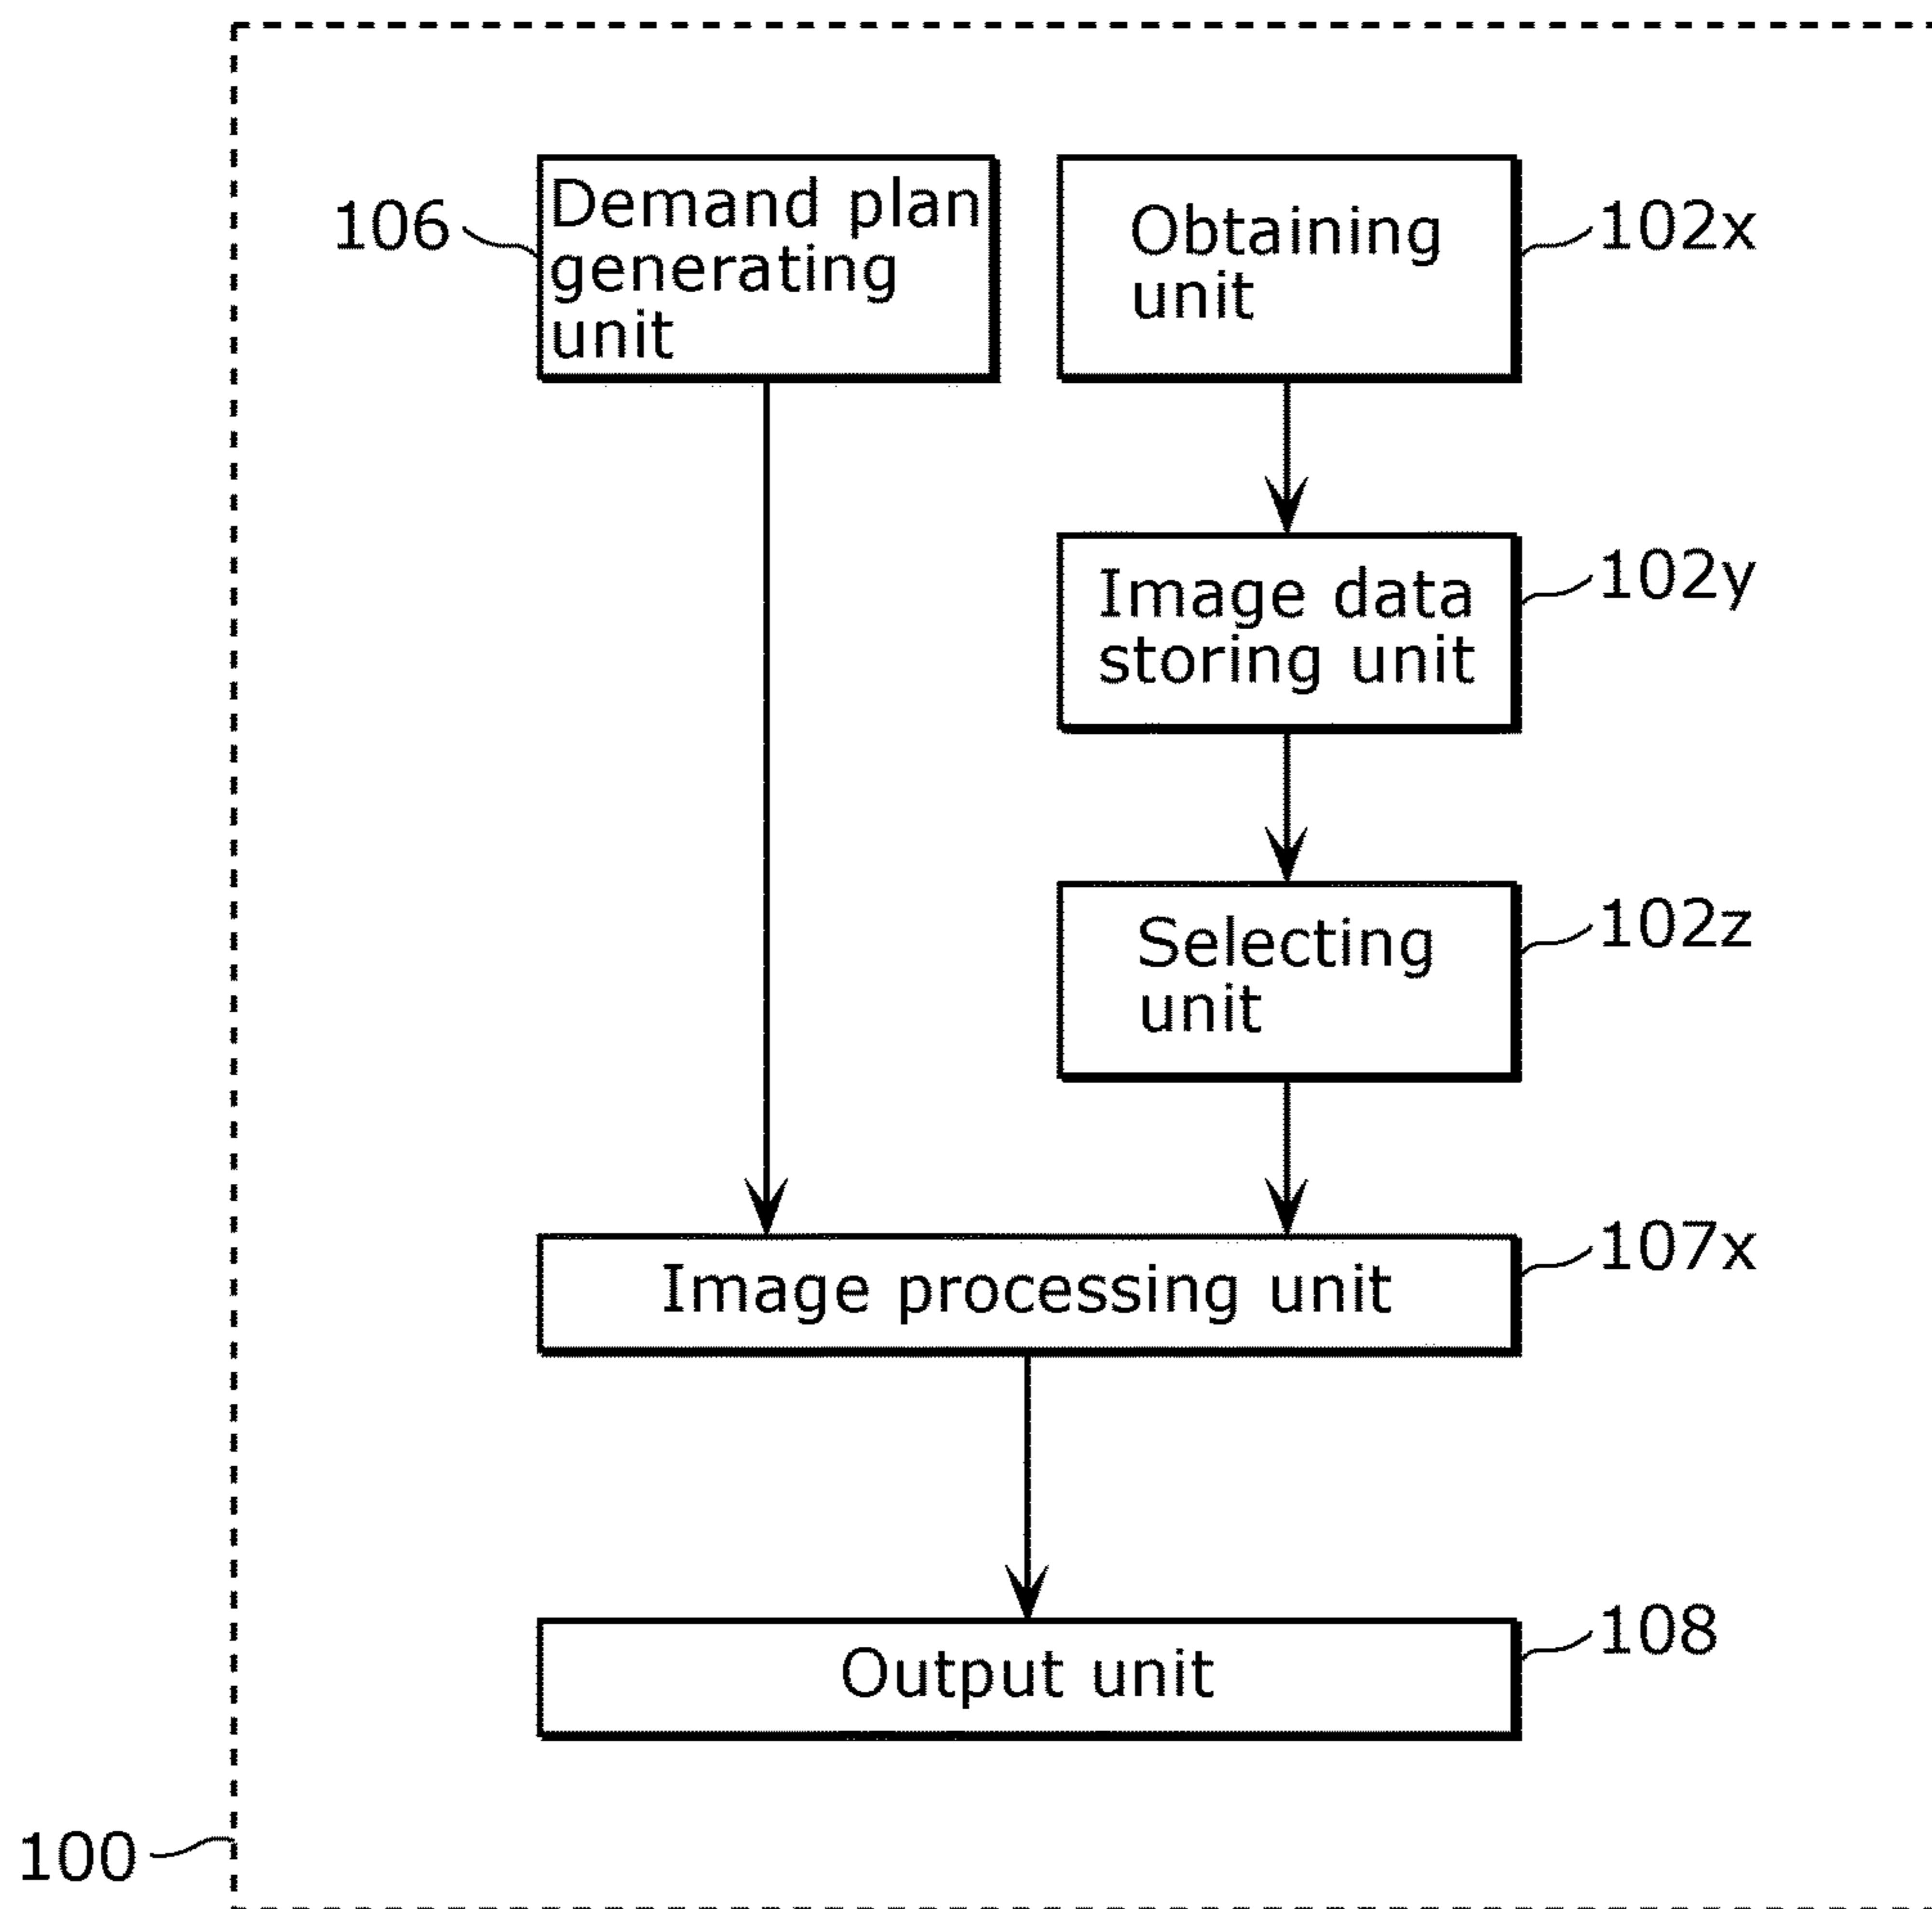 106
Demand plan
generating
unit
Obtaining
unit
102x
Image data
storing unit
102y
Selecting
unit
102z
Image processing unit
107x
Output unit
108
100